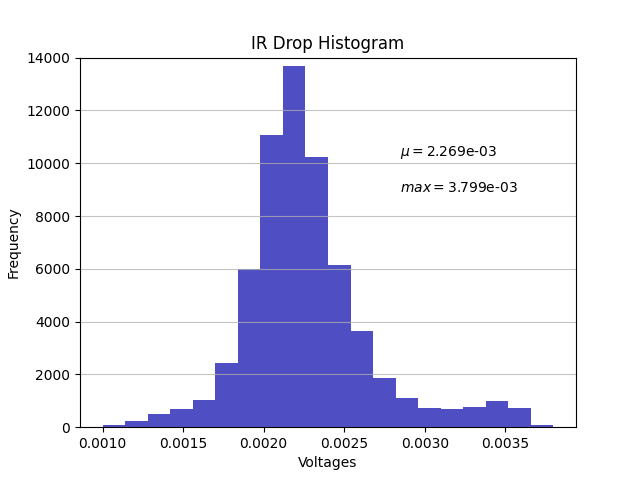 IR Drop Histogram
14000
12000
10000
8000
6000
4000
2000
0
Frequency
μ = 2.269e-03
max = 3.799e-03
0.0010 0.0015 0.0020 0.0025 0.0030 0.0035
Voltages